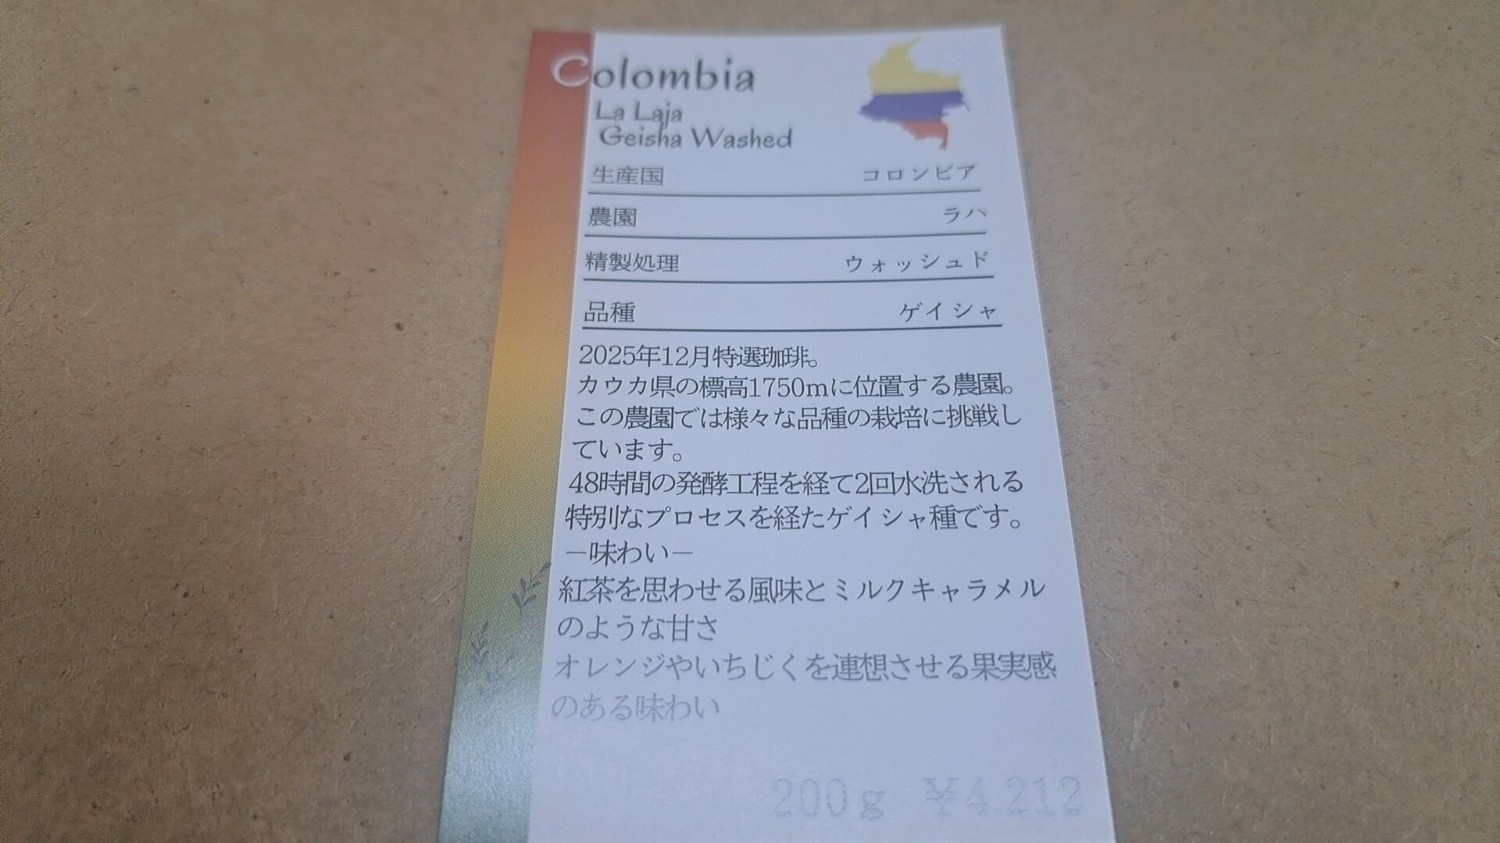 Colombia
La Laja
Geisha Washed
生産国 コロンビア
農園 ラハ
精製処理 ウォッシュド
品種 ゲイシャ
2025年12月特選珈琲。
カウカ県の標高1750mに位置する農園。
この農園では様々な品種の栽培に挑戦し
ています。
48時間の発酵工程を経て2回水洗される
特別なプロセスを経たゲイシャ種です。
－味わい－
紅茶を思わせる風味とミルクキャラメル
のような甘さ
オレンジやいちじくを連想させる果実感
のある味わい
200g ¥4,212